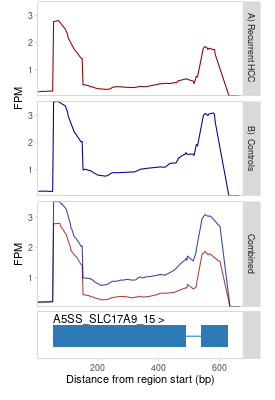 3
2
1
FPM
A) Recurrent HCC
3
2
1
B) Controls
3
2
1
FPM
Combined
A5SS_SLC17A9_15 >
200 400 600
Distance from region start (bp)